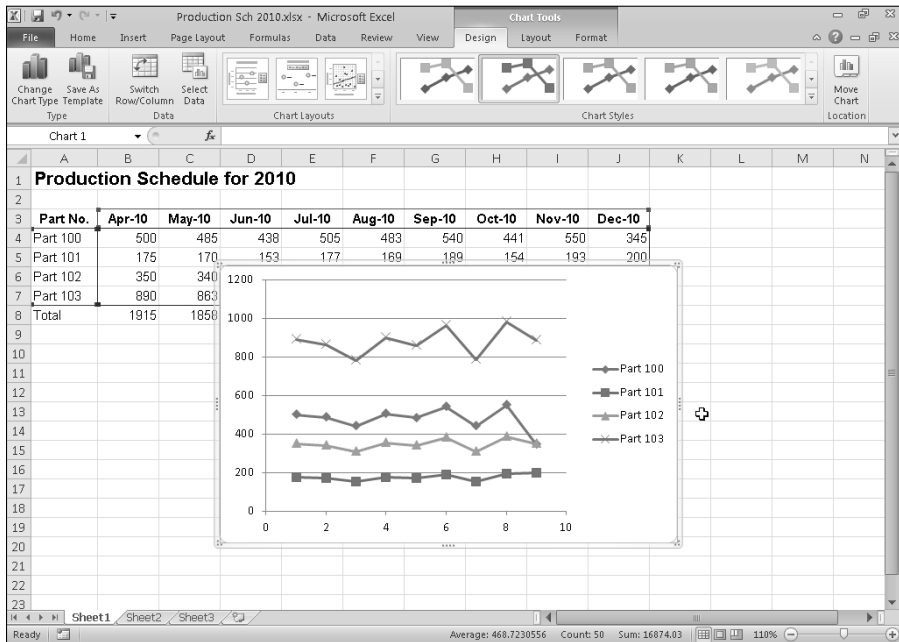 Production Sch 2010.xlsx - Microsoft Excel
Chart Tools
File Home Insert Page Layout Formulas Data Review View Design Layout Format
Change Chart Type
Save As Template
Switch Row/Column
Select Data
Move Chart
Type Data Chart Layouts Chart Styles Location
Chart 1 fx
A B C D E F G H I J K L M N
1 Production Schedule for 2010
2
3 Part No. Apr-10 May-10 Jun-10 Jul-10 Aug-10 Sep-10 Oct-10 Nov-10 Dec-10
4 Part 100 500 485 438 505 483 540 441 550 345
5 Part 101 175 170 153 177 169 189 154 193 200
6 Part 102 350 340
7 Part 103 890 863
8 Total 1915 1858
9
10
11
12
13
14
15
16
17
18
19
20
21
22
23
1200
1000
800
600
400
200
0
0 2 4 6 8 10
Part 100
Part 101
Part 102
Part 103
Sheet1 Sheet2 Sheet3
Ready Average: 468.7230556 Count: 50 Sum: 16874.03 110%